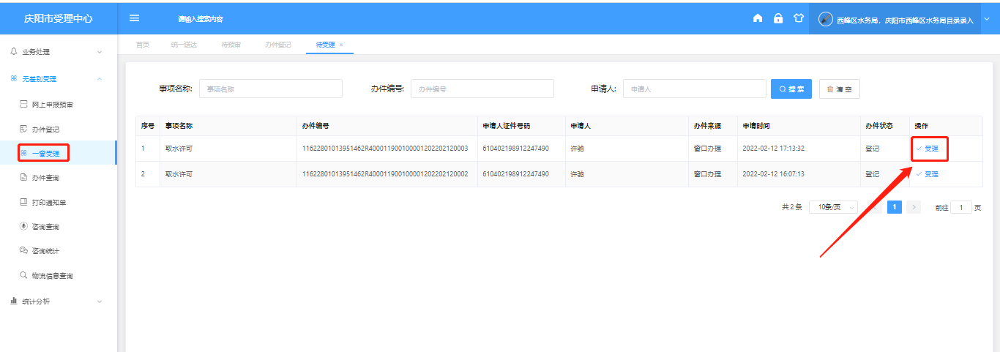 庆阳市受理中心
请输入搜索内容
西峰区水务局，庆阳市西峰区水务局目录录入
业务处理
无差别受理
网上申报预审
办件登记
一窗受理
办件查询
打印通知单
咨询查询
咨询统计
物流信息查询
统计分析
首页 统一送达 待预审 办件登记 待受理 ×
事项名称: 事项名称 办件编号: 办件编号 申请人: 申请人 搜 索 清 空
序号 事项名称 办件编号 申请人证件号码 申请人 办件来源 申请时间 办件状态 操作
1 取水许可 11622801013951462R400011900100001202202120003 610402198912247490 许驰 窗口办理 2022-02-12 17:13:32 登记 受理
2 取水许可 11622801013951462R400011900100001202202120002 610402198912247490 许驰 窗口办理 2022-02-12 16:07:13 登记 受理
共 2 条 10条/页 1 前往 1 页